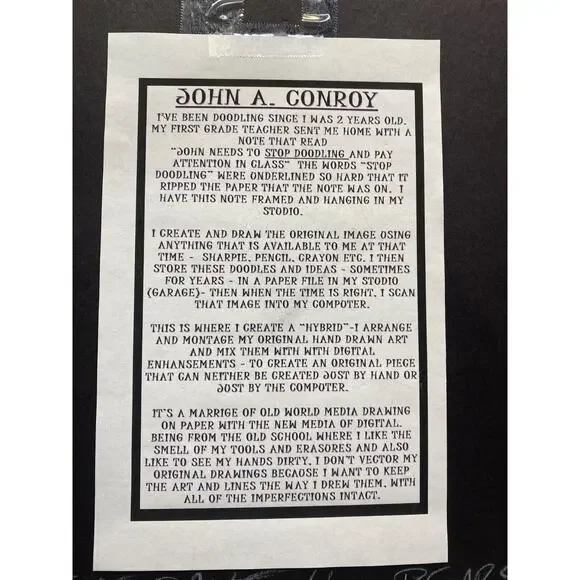 JOHN A. CONROY
I'VE BEEN DOODLING SINCE I WAS 2 YEARS OLD.
MY FIRST GRADE TEACHER SENT ME HOME WITH A
NOTE THAT READ
"JOHN NEEDS TO STOP DOODLING AND PAY
ATTENTION IN CLASS" THE WORDS "STOP
DOODLING" WERE UNDERLINED SO HARD THAT IT
RIPPED THE PAPER THAT THE NOTE WAS ON. I
HAVE THIS NOTE FRAMED AND HANGING IN MY
STUDIO.
I CREATE AND DRAW THE ORIGINAL IMAGE USING
ANYTHING THAT IS AVAILABLE TO ME AT THAT
TIME - SHARPIE, PENCIL, CRAYON ETC. I THEN
STORE THESE DOODLES AND IDEAS - SOMETIMES
FOR YEARS - IN A PAPER FILE IN MY STUDIO
(GARAGE)- THEN WHEN THE TIME IS RIGHT, I SCAN
THAT IMAGE INTO MY COMPUTER.
THIS IS WHERE I CREATE A "HYBRID"-I ARRANGE
AND MONTAGE MY ORIGINAL HAND DRAWN ART
AND MIX THEM WITH WITH DIGITAL
ENHANSEMENTS - TO CREATE AN ORIGINAL PIECE
THAT CAN NEITHER BE CREATED JUST BY HAND OR
JUST BY THE COMPUTER.
IT'S A MARRIGE OF OLD WORLD MEDIA DRAWING
ON PAPER WITH THE NEW MEDIA OF DIGITAL.
BEING FROM THE OLD SCHOOL WHERE I LIKE THE
SMELL OF MY TOOLS AND ERASURES AND ALSO
LIKE TO SEE MY HANDS DIRTY, I DON'T VECTOR MY
ORIGINAL DRAWINGS BECAUSE I WANT TO KEEP
THE ART AND LINES THE WAY I DREW THEM, WITH
ALL OF THE IMPERFECTIONS INTACT.